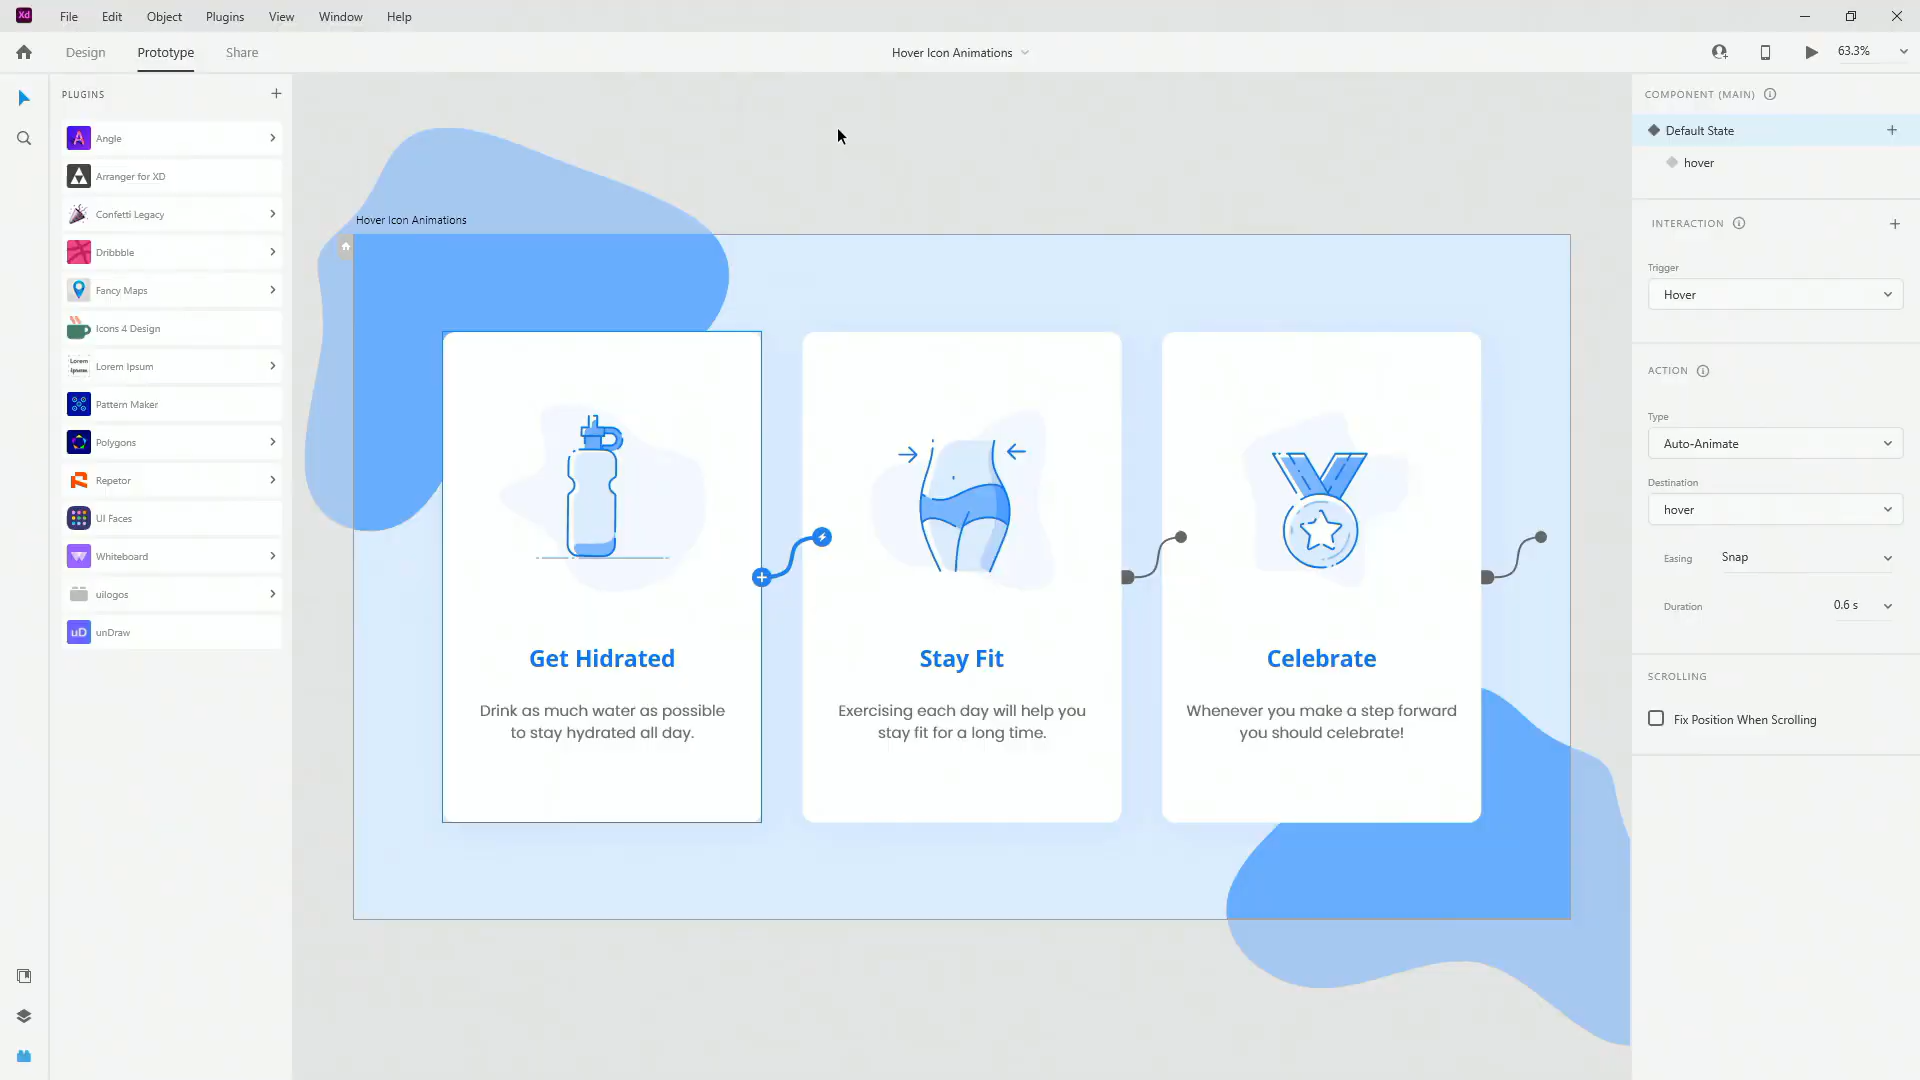 Xd File Edit Object Plugins View Window Help
Design Prototype Share Hover Icon Animations 63.3%
PLUGINS
Angle
Arranger for XD
Confetti Legacy
Dribbble
Fancy Maps
Icons 4 Design
Lorem Ipsum
Lorem Ipsum
Pattern Maker
Polygons
Repetor
UI Faces
Whiteboard
uilogos
uD unDraw
Hover Icon Animations
Get Hidrated
Drink as much water as possible
to stay hydrated all day.
Stay Fit
Exercising each day will help you
stay fit for a long time.
Celebrate
Whenever you make a step forward
you should celebrate!
COMPONENT (MAIN)
Default State
hover
INTERACTION
Trigger
Hover
ACTION
Type
Auto-Animate
Destination
hover
Easing Snap
Duration 0.6 s
SCROLLING
Fix Position When Scrolling